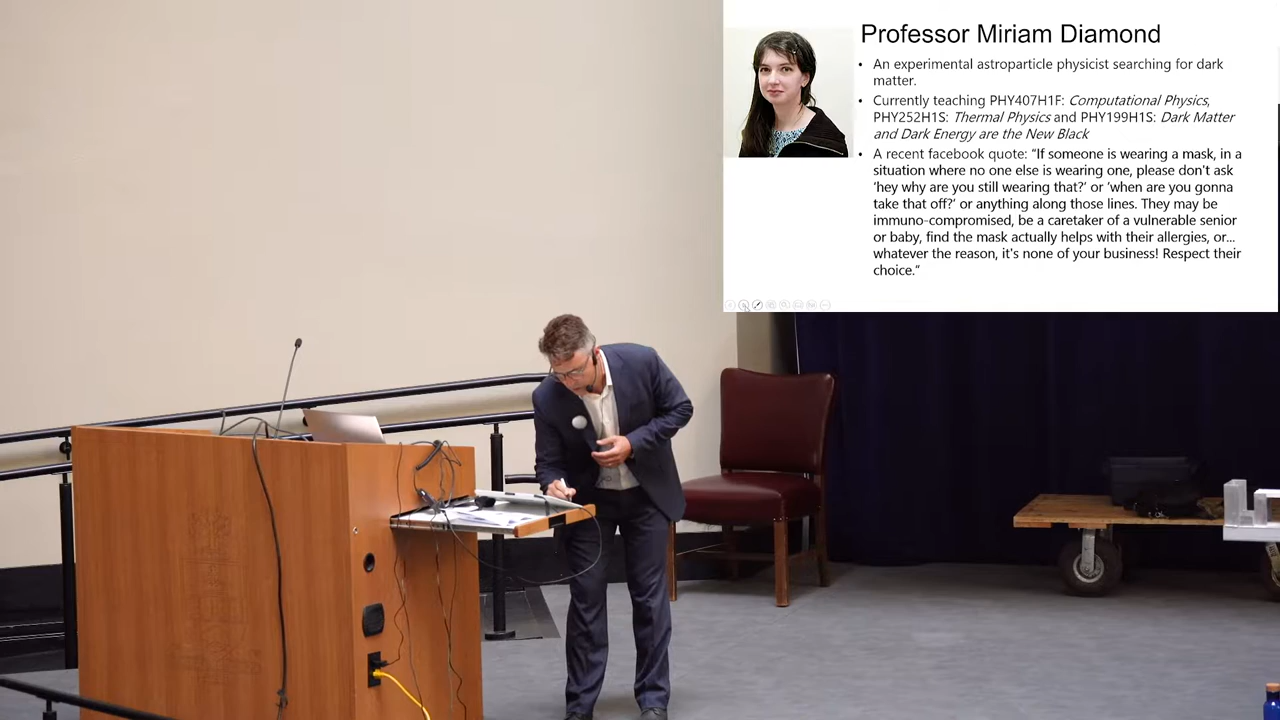 Professor Miriam Diamond
• An experimental astroparticle physicist searching for dark
matter.
• Currently teaching PHY407H1F: Computational Physics,
PHY252H1S: Thermal Physics and PHY199H1S: Dark Matter
and Dark Energy are the New Black
• A recent facebook quote: "If someone is wearing a mask, in a
situation where no one else is wearing one, please don't ask
'hey why are you still wearing that?' or 'when are you gonna
take that off?' or anything along those lines. They may be
immuno-compromised, be a caretaker of a vulnerable senior
or baby, find the mask actually helps with their allergies, or...
whatever the reason, it's none of your business! Respect their
choice."